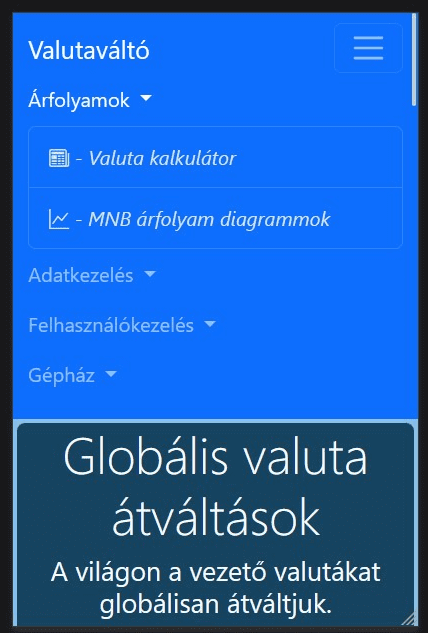 Valutaváltó
Árfolyamok
- Valuta kalkulátor
- MNB árfolyam diagrammok
Adatkezelés
Felhasználókezelés
Gépház
Globális valuta
átváltások
A világon a vezető valutákat
globálisan átváltjuk.